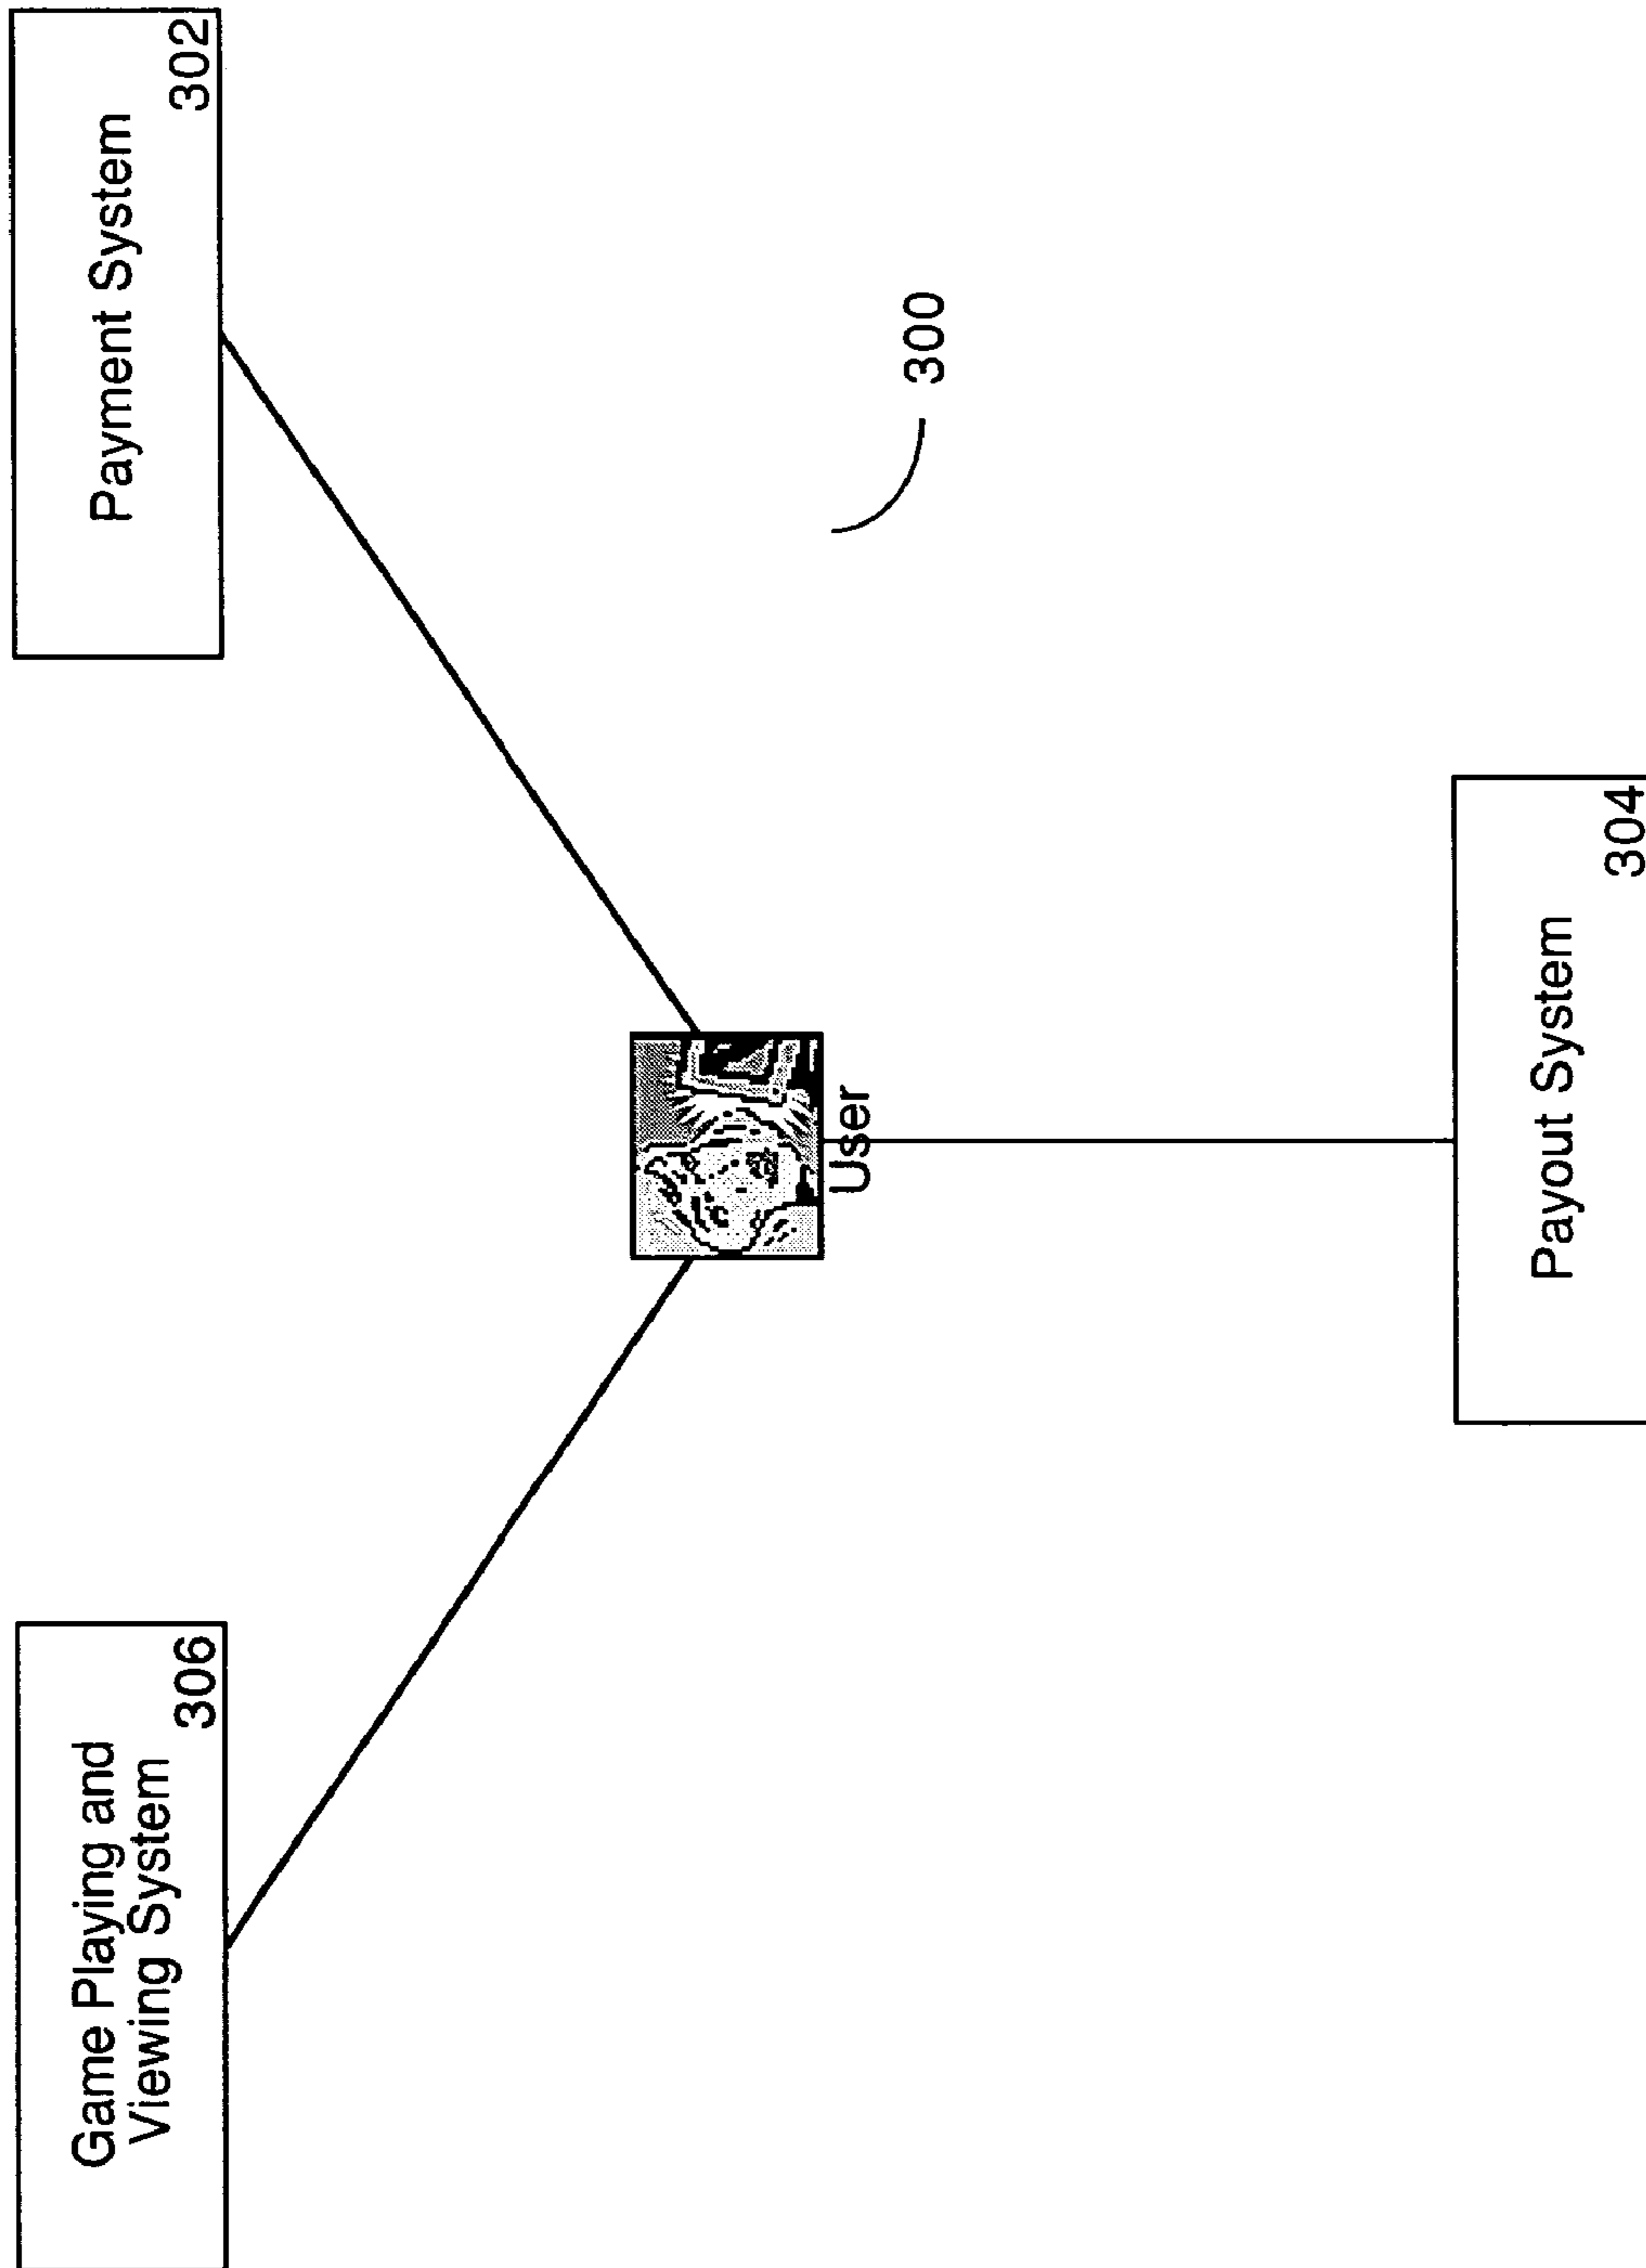 Game Playing and
Viewing System
306
Payment System
302
User
300
Payout System
304